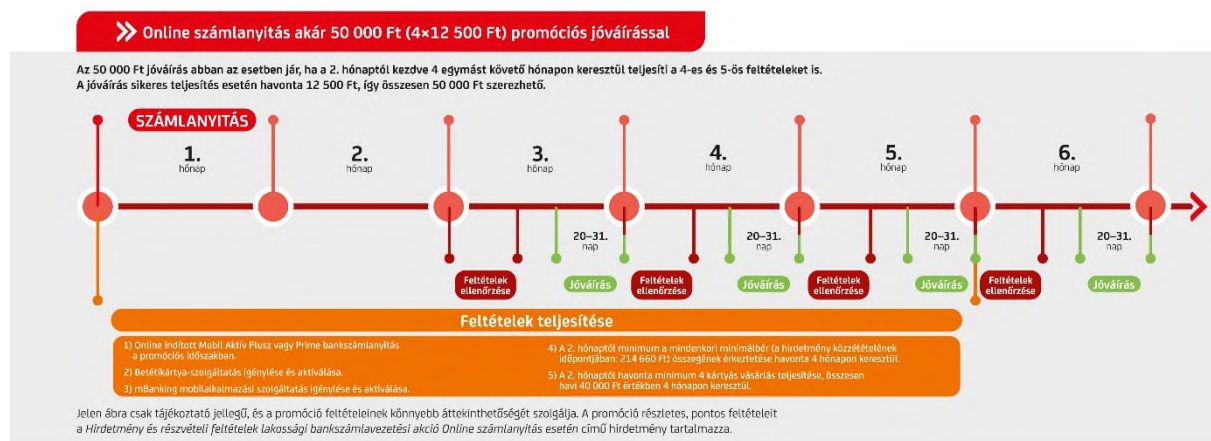 Online számlanyitás akár 50 000 Ft (4×12 500 Ft) promóciós jóváírással
Az 50 000 Ft jóváírás abban az esetben jár, ha a 2. hónaptól kezdve 4 egymást követő hónapon keresztül teljesíti a 4-es és 5-ös feltételeket is.
A jóváírás sikeres teljesítés esetén havonta 12 500 Ft, így összesen 50 000 Ft szerezhető.
SZÁMLANYITÁS
1.
hónap
2.
hónap
3.
hónap
4.
hónap
5.
hónap
6.
hónap
20–31.
nap
20–31.
nap
20–31.
nap
20–31.
nap
Feltételek
ellenőrzése
Jóváírás
Feltételek
ellenőrzése
Jóváírás
Feltételek
ellenőrzése
Jóváírás
Feltételek
ellenőrzése
Jóváírás
Feltételek teljesítése
1) Online indított Mobil Aktív Plusz vagy Prime bankszámlanyitás
a promóciós időszakban.
2) Betétikártya-szolgáltatás igénylése és aktiválása.
3) mBanking mobilalkalmazási szolgáltatás igénylése és aktiválása.
4) A 2. hónaptól minimum a mindenkori minimálbér (a hirdetmény közzétételének
időpontjában: 214 660 Ft) összegének érkeztetése havonta 4 hónapon keresztül.
5) A 2. hónaptól havonta minimum 4 kártyás vásárlás teljesítése, összesen
havi 40 000 Ft értékben 4 hónapon keresztül.
Jelen ábra csak tájékoztató jellegű, és a promóció feltételeinek könnyebb áttekinthetőségét szolgálja. A promóció részletes, pontos feltételeit
a Hirdetmény és részvételi feltételek lakossági bankszámlavezetési akció Online számlanyitás esetén című hirdetmény tartalmazza.